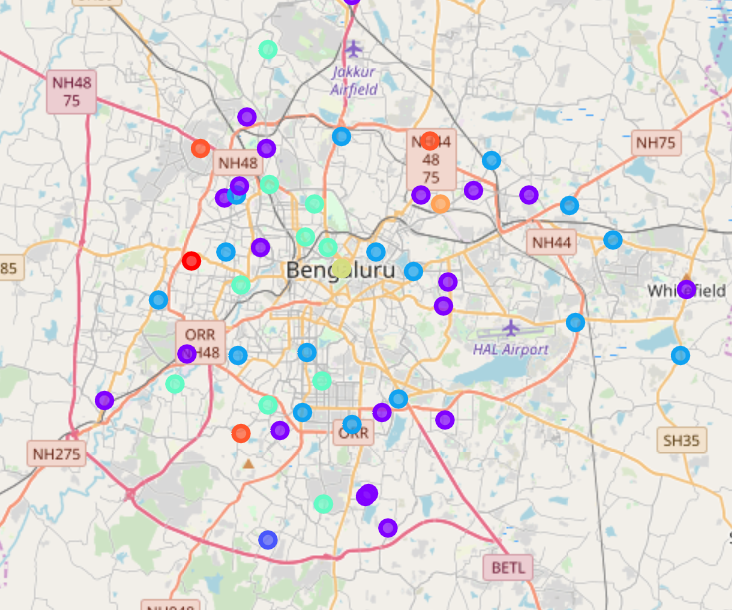 Jakkur
Airfield
NH48
75
NH44
48
75
NH75
NH48
NH44
85
Bengaluru
Whitefield
ORR
NH48
HAL Airport
ORR
SH35
NH275
BETL